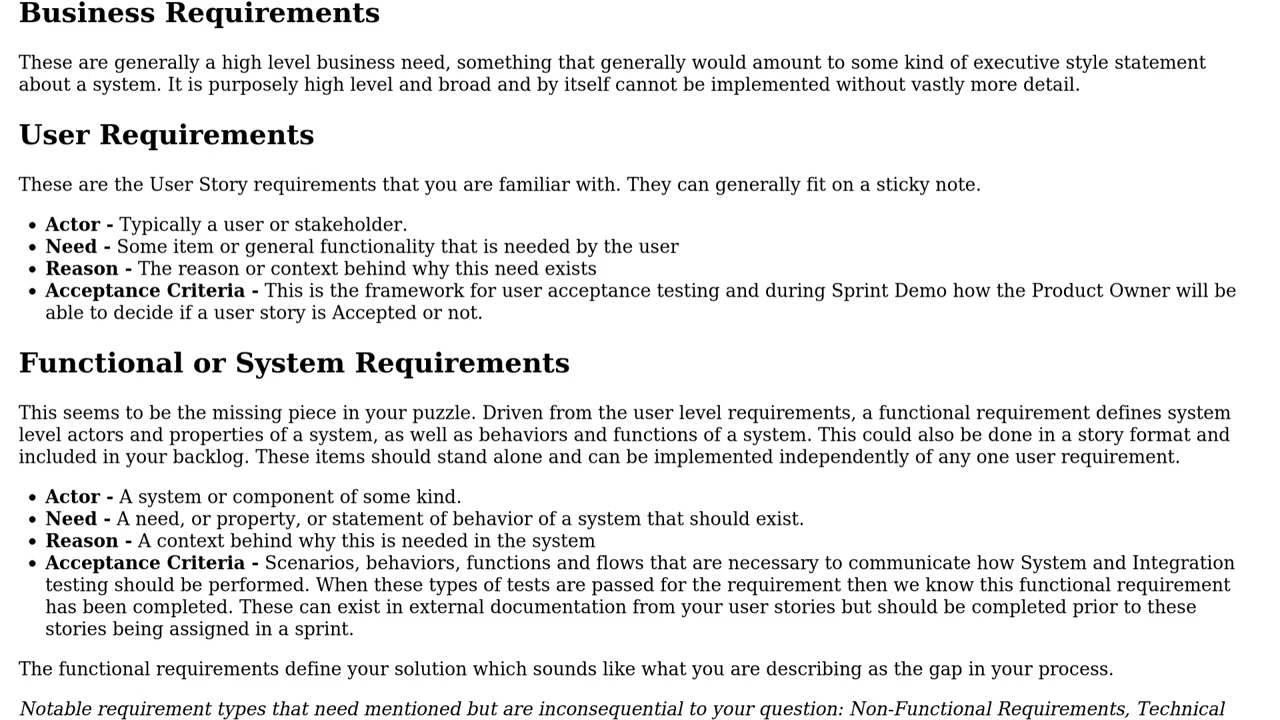 Business Requirements
These are generally a high level business need, something that generally would amount to some kind of executive style statement
about a system. It is purposely high level and broad and by itself cannot be implemented without vastly more detail.
User Requirements
These are the User Story requirements that you are familiar with. They can generally fit on a sticky note.
• Actor - Typically a user or stakeholder.
• Need - Some item or general functionality that is needed by the user
• Reason - The reason or context behind why this need exists
• Acceptance Criteria - This is the framework for user acceptance testing and during Sprint Demo how the Product Owner will be
able to decide if a user story is Accepted or not.
Functional or System Requirements
This seems to be the missing piece in your puzzle. Driven from the user level requirements, a functional requirement defines system
level actors and properties of a system, as well as behaviors and functions of a system. This could also be done in a story format and
included in your backlog. These items should stand alone and can be implemented independently of any one user requirement.
• Actor - A system or component of some kind.
• Need - A need, or property, or statement of behavior of a system that should exist.
• Reason - A context behind why this is needed in the system
• Acceptance Criteria - Scenarios, behaviors, functions and flows that are necessary to communicate how System and Integration
testing should be performed. When these types of tests are passed for the requirement then we know this functional requirement
has been completed. These can exist in external documentation from your user stories but should be completed prior to these
stories being assigned in a sprint.
The functional requirements define your solution which sounds like what you are describing as the gap in your process.
Notable requirement types that need mentioned but are inconsequential to your question: Non-Functional Requirements, Technical